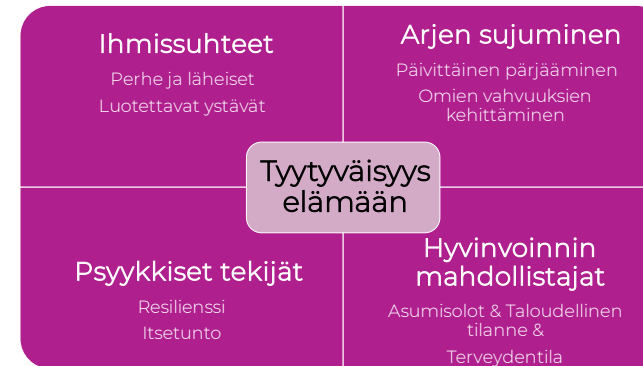 Ihmissuhteet
Perhe ja läheiset
Luotettavat ystävät
Arjen sujuminen
Päivittäinen pärjääminen
Omien vahvuuksien
kehittäminen
Tyytyväisyys
elämään
Psyykkiset tekijät
Resilienssi
Itsetunto
Hyvinvoinnin
mahdollistajat
Asumisolot & Taloudellinen
tilanne &
Terveydentila